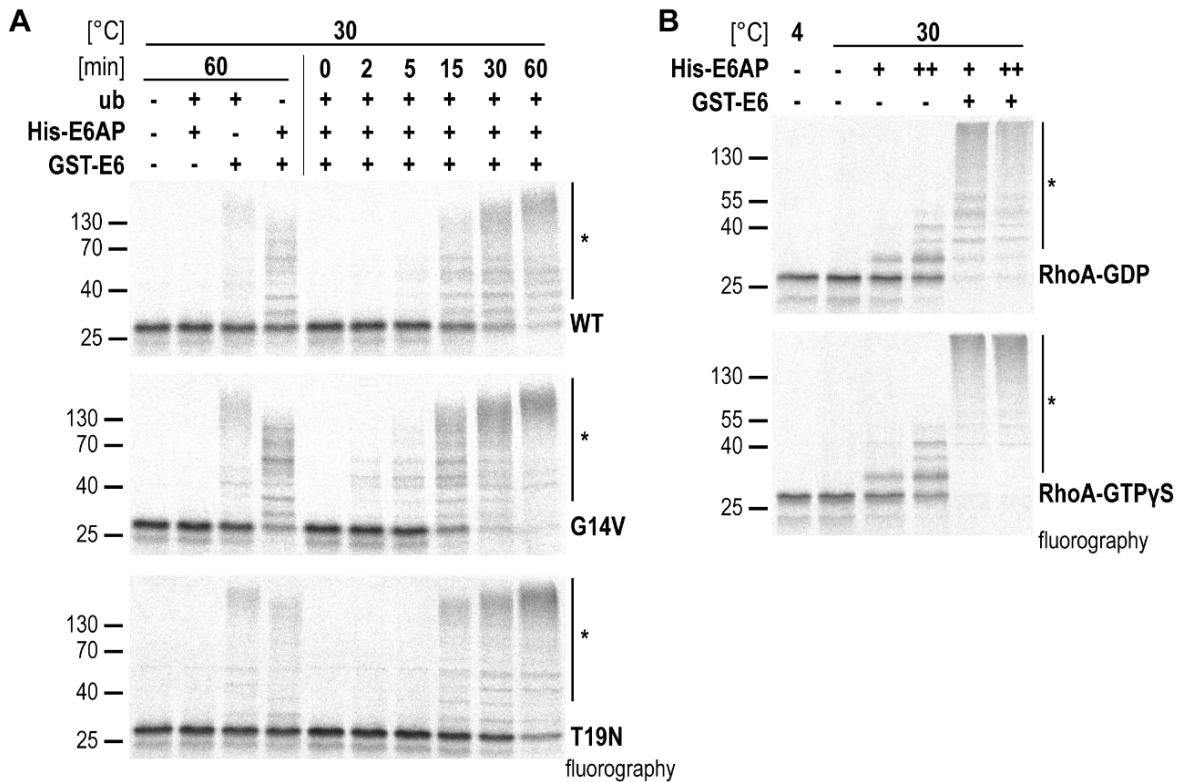 A
[°C] 30
[min] 60 0 2 5 15 30 60
ub - + + - + + + + + +
His-E6AP - + - + + + + + + +
GST-E6 - - + + + + + + + +
130
70
40
25
*
WT
130
70
40
25
*
G14V
130
70
40
25
*
T19N
fluorography
B
[°C] 4 30
His-E6AP - - + ++ + ++
GST-E6 - - - - + +
130
55
40
25
*
RhoA-GDP
130
55
40
25
*
RhoA-GTPγS
fluorography